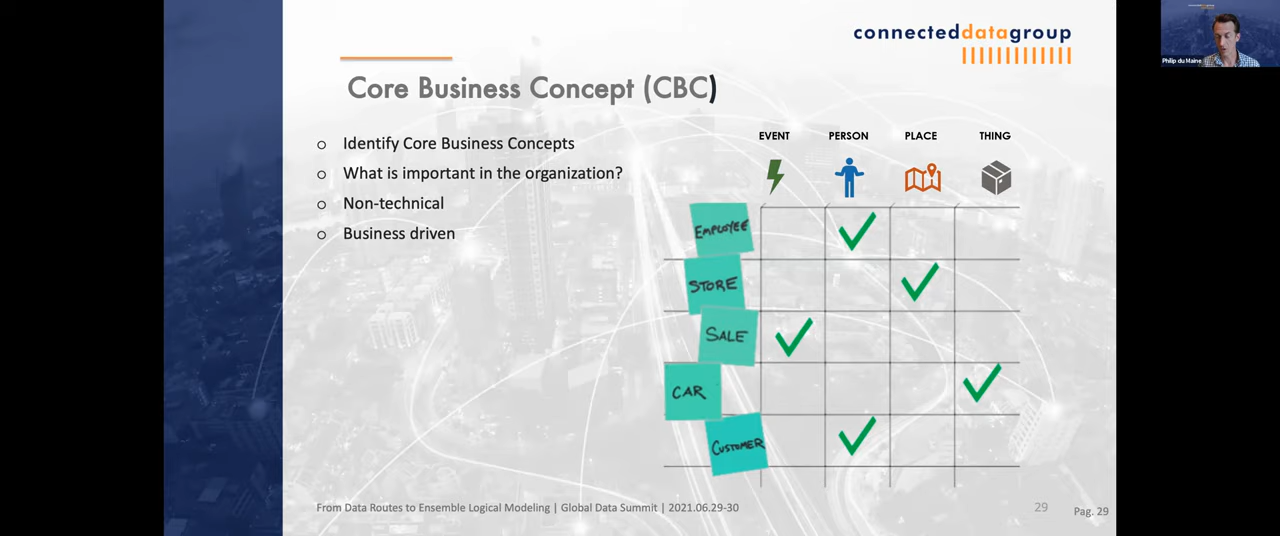 connecteddatagroup
Philip du Maine
Core Business Concept (CBC)
o Identify Core Business Concepts
o What is important in the organization?
o Non-technical
o Business driven
EVENT PERSON PLACE THING
EMPLOYEE
STORE
SALE
CAR
CUSTOMER
From Data Routes to Ensemble Logical Modeling | Global Data Summit | 2021.06.29-30
29
Pag. 29